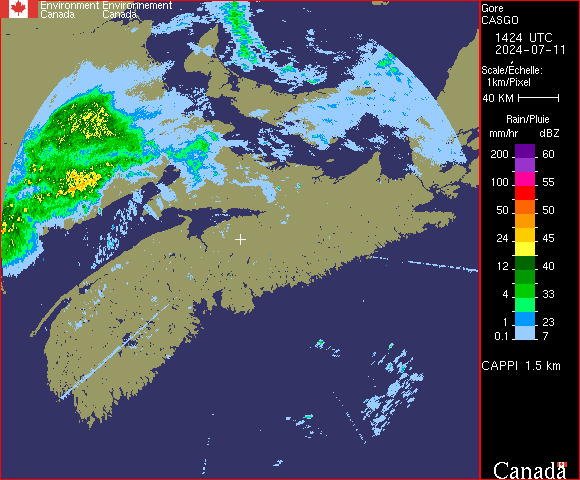 Environment Environnement
Canada Canada
Gore
CASGO
1424 UTC
2024-07-11
Scale/Échelle:
1km/Pixel
40 KM
Rain/Pluie
mm/hr dBZ
200 60
100 55
50 50
24 45
12 40
4 33
1 23
0.1 7
CAPPI 1.5 km
Canada